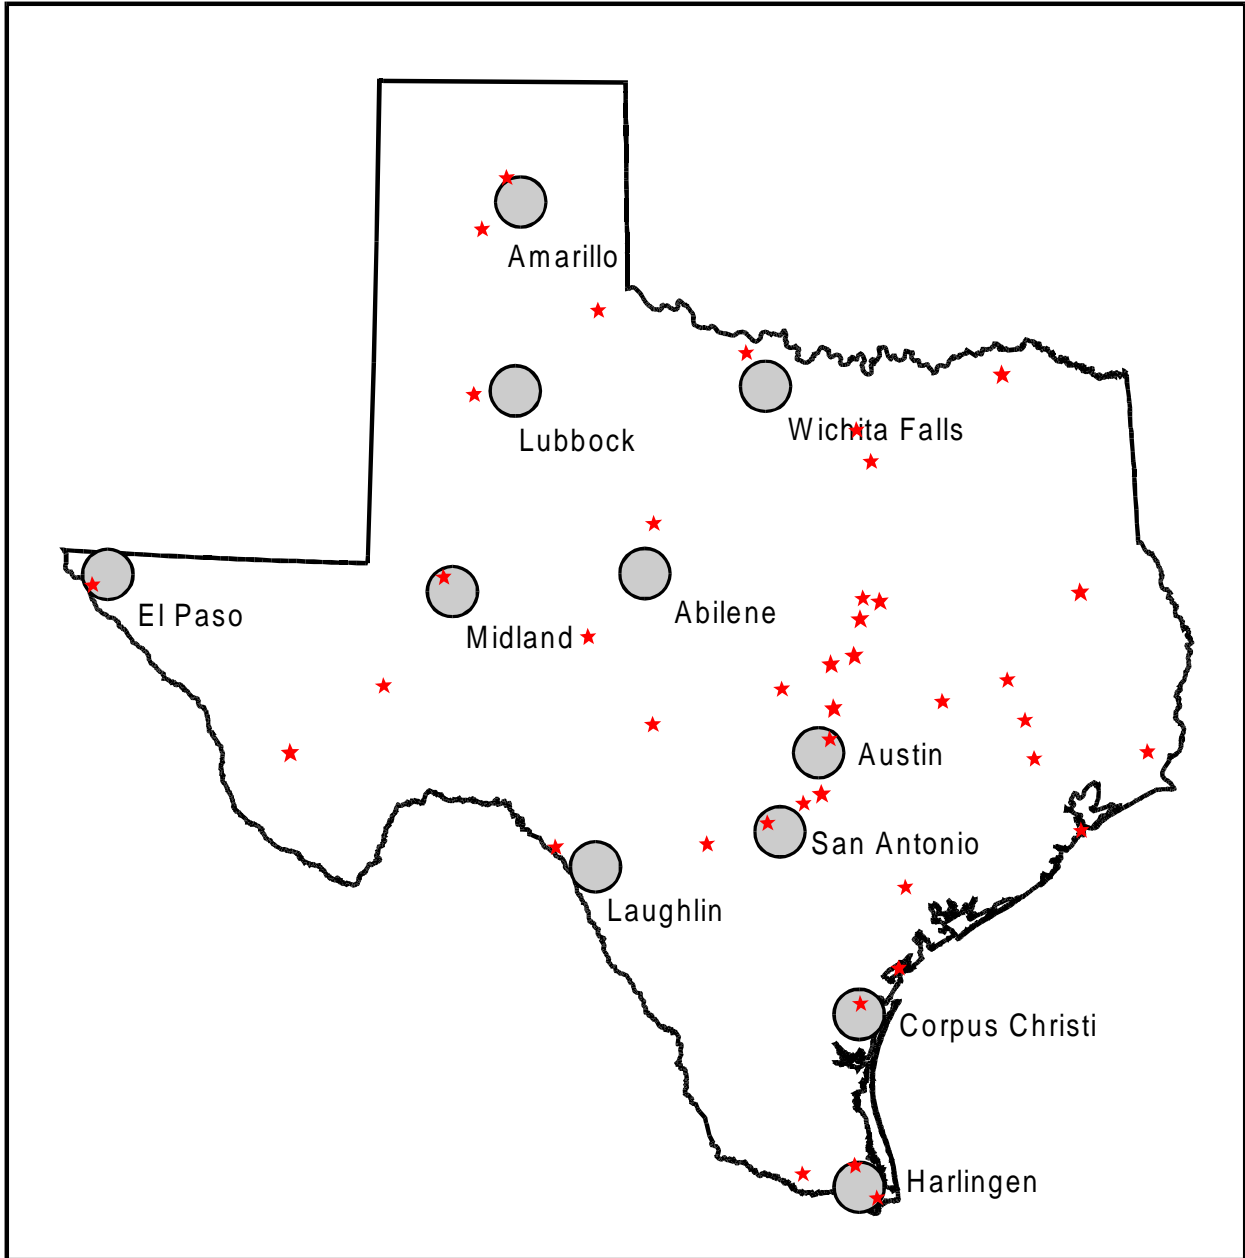 Amarillo
Lubbock
Wichita Falls
El Paso
Midland
Abilene
Austin
San Antonio
Laughlin
Corpus Christi
Harlingen